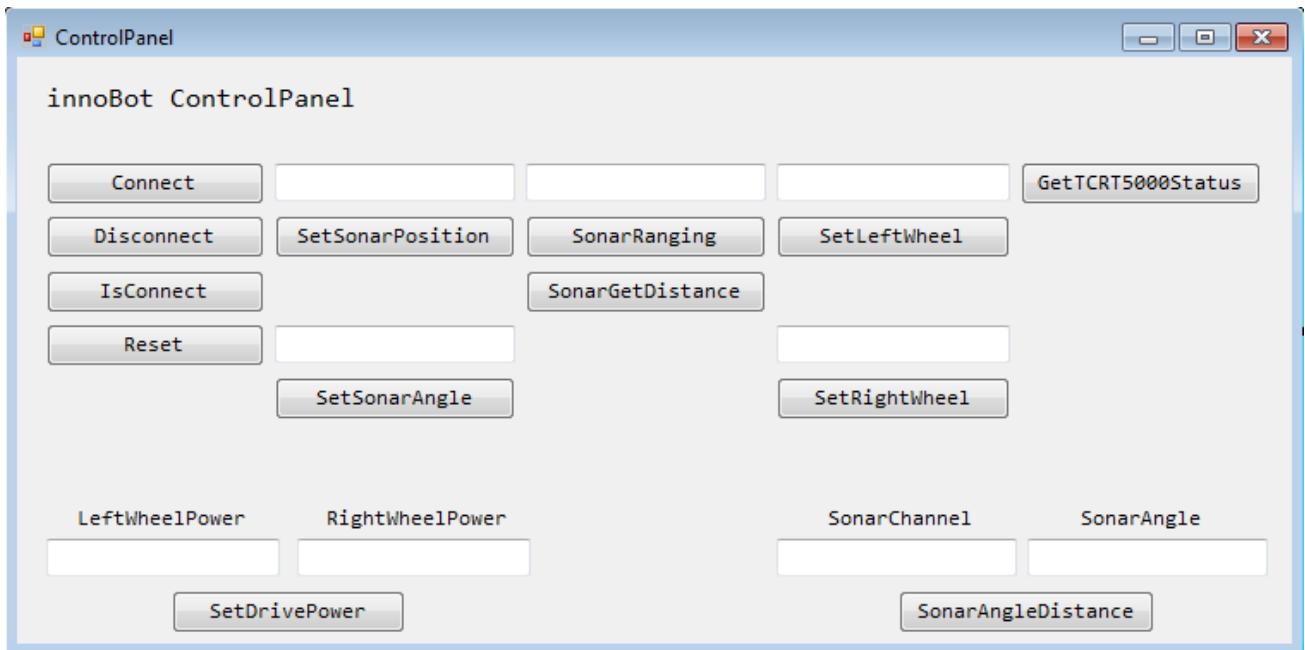 ControlPanel
innoBot ControlPanel
Connect GetTCRT5000Status
Disconnect SetSonarPosition SonarRanging SetLeftWheel
IsConnect SonarGetDistance
Reset
SetSonarAngle SetRightWheel
LeftWheelPower RightWheelPower SonarChannel SonarAngle
SetDrivePower SonarAngleDistance